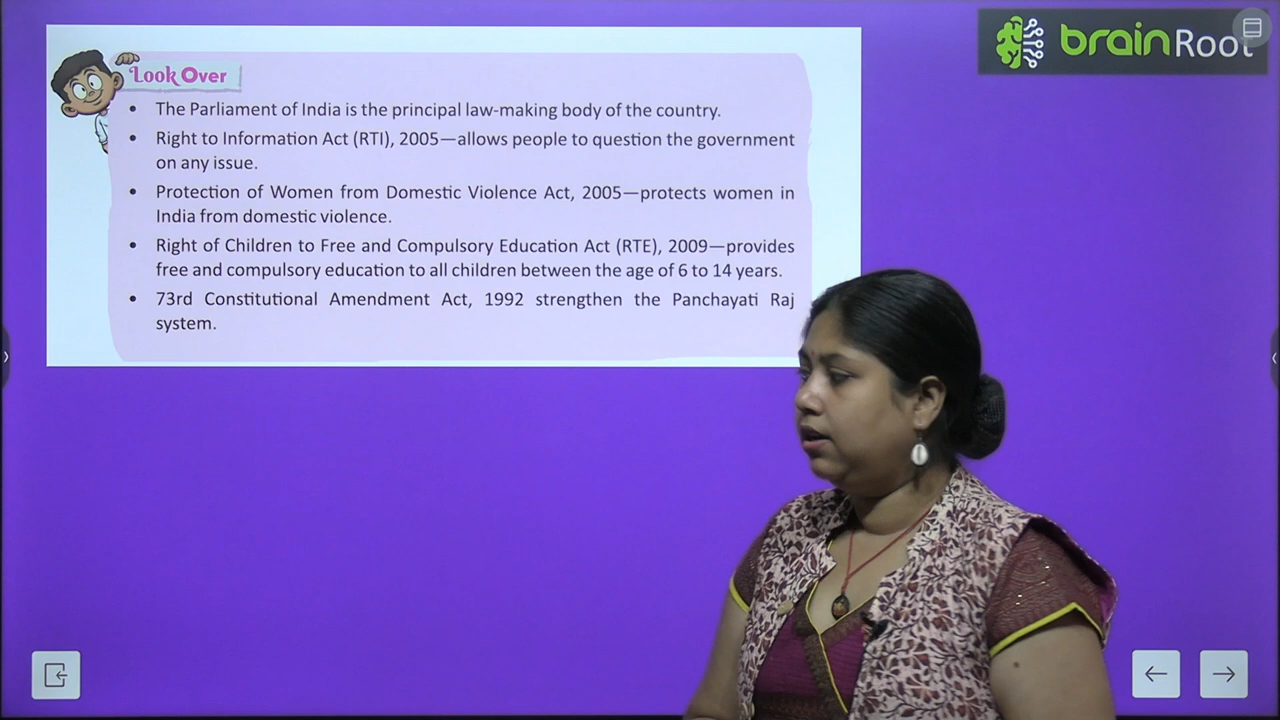 brainRoot
Look Over
• The Parliament of India is the principal law-making body of the country.
• Right to Information Act (RTI), 2005—allows people to question the government
on any issue.
• Protection of Women from Domestic Violence Act, 2005—protects women in
India from domestic violence.
• Right of Children to Free and Compulsory Education Act (RTE), 2009—provides
free and compulsory education to all children between the age of 6 to 14 years.
• 73rd Constitutional Amendment Act, 1992 strengthen the Panchayati Raj
system.